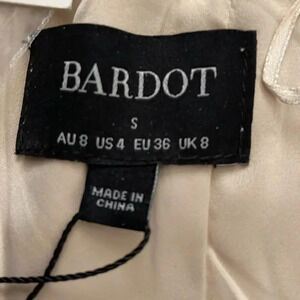 BARDOT
S
AU 8 US 4 EU 36 UK 8
MADE IN
CHINA